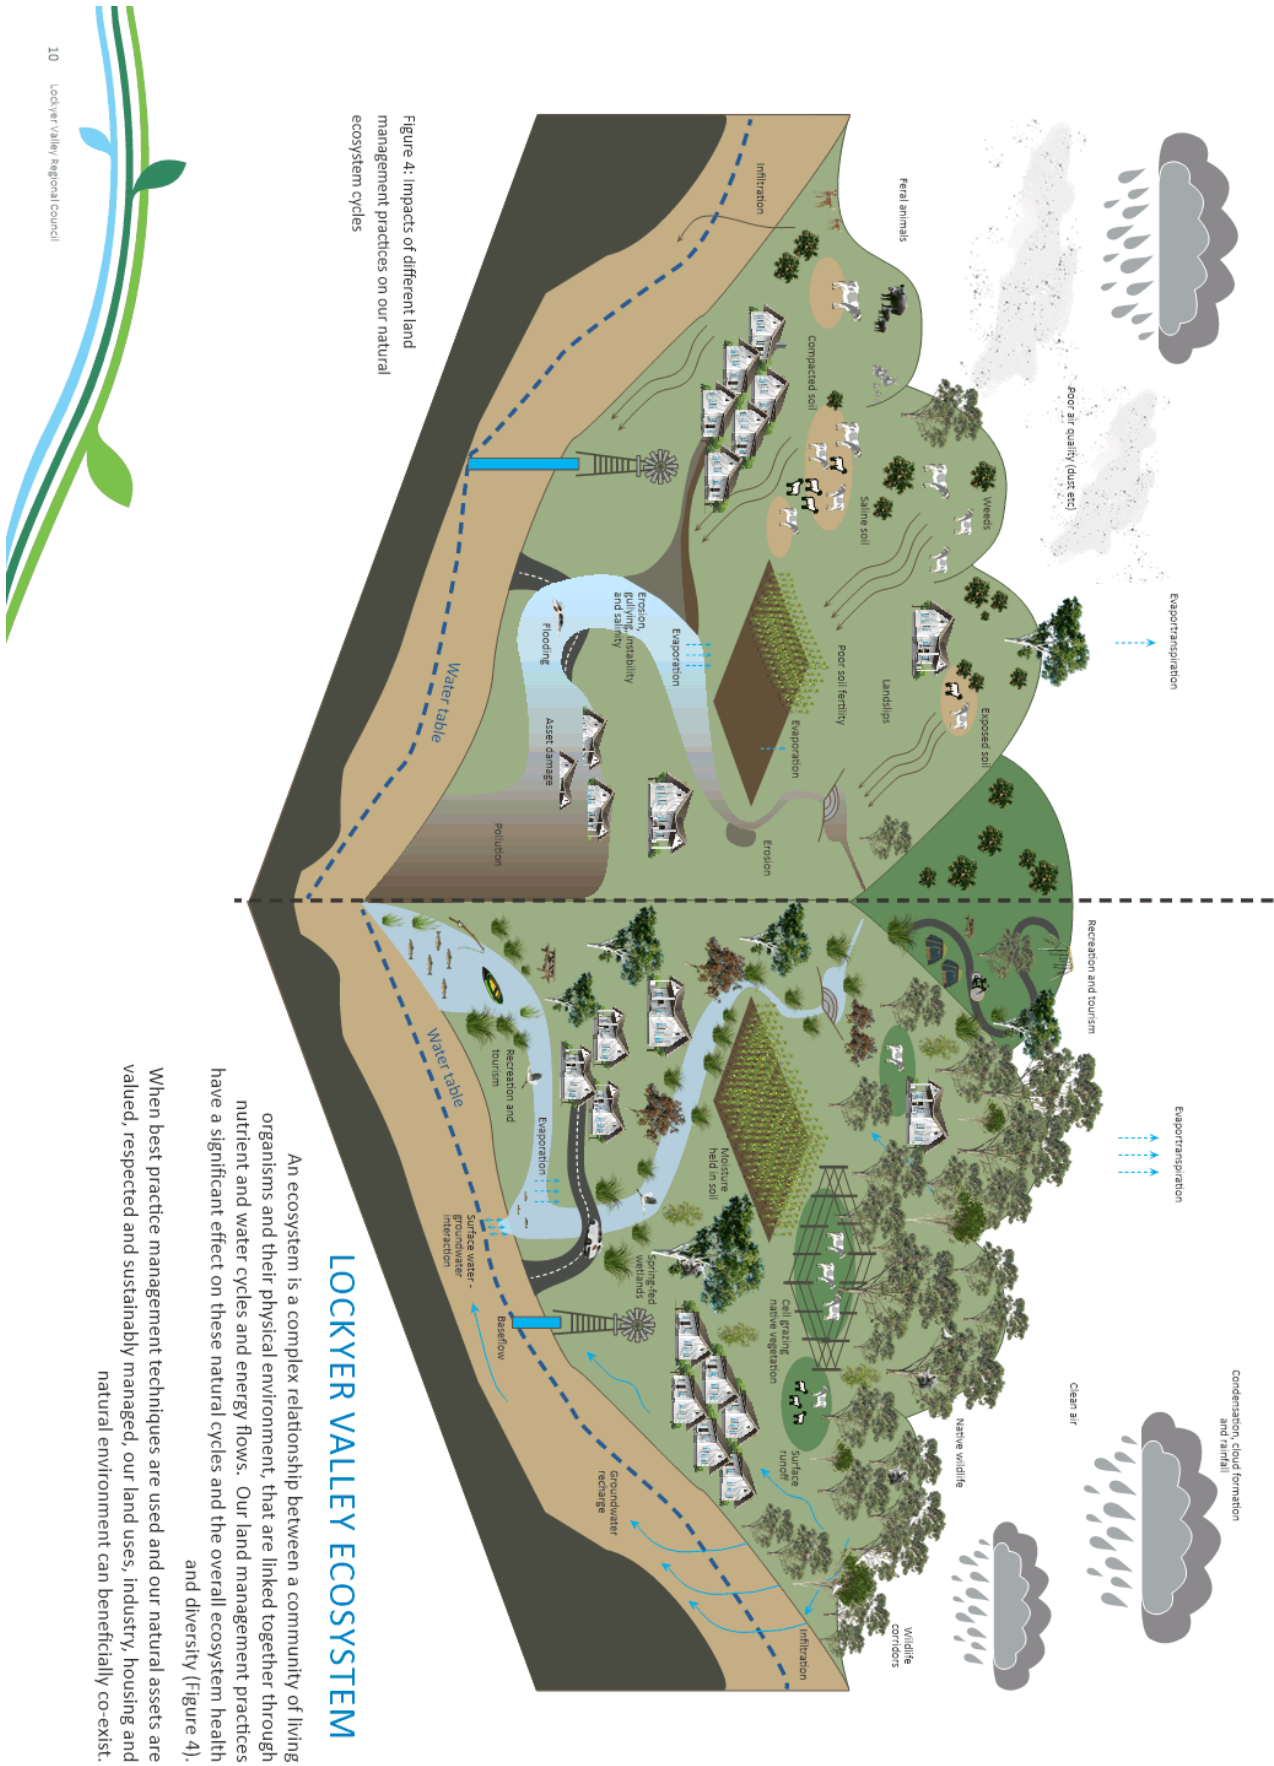 Condensation, cloud formation
and rainfall
Evaportranspiration
Evaportranspiration
Poor air quality (dust etc)
Clean air
Recreation and tourism
Feral animals
Weeds
Exposed soil
Native wildlife
Wildlife
corridors
Compacted soil
Saline soil
Landslips
Poor soil fertility
Evaporation
Erosion
Infiltration
Evaporation
Erosion,
gullying, instability
and salinity
Flooding
Asset damage
Pollution
Water table
Moisture
held in soil
Cell grazing
native vegetation
Surface
runoff
Infiltration
Spring-fed
wetlands
Groundwater
recharge
Recreation and
tourism
Evaporation
Surface water -
groundwater
interaction
Baseflow
Water table
Figure 4: Impacts of different land
management practices on our natural
ecosystem cycles
LOCKYER VALLEY ECOSYSTEM
An ecosystem is a complex relationship between a community of living
organisms and their physical environment, that are linked together through
nutrient and water cycles and energy flows. Our land management practices
have a significant effect on these natural cycles and the overall ecosystem health
and diversity (Figure 4).
When best practice management techniques are used and our natural assets are
valued, respected and sustainably managed, our land uses, industry, housing and
natural environment can beneficially co-exist.
10 Lockyer Valley Regional Council